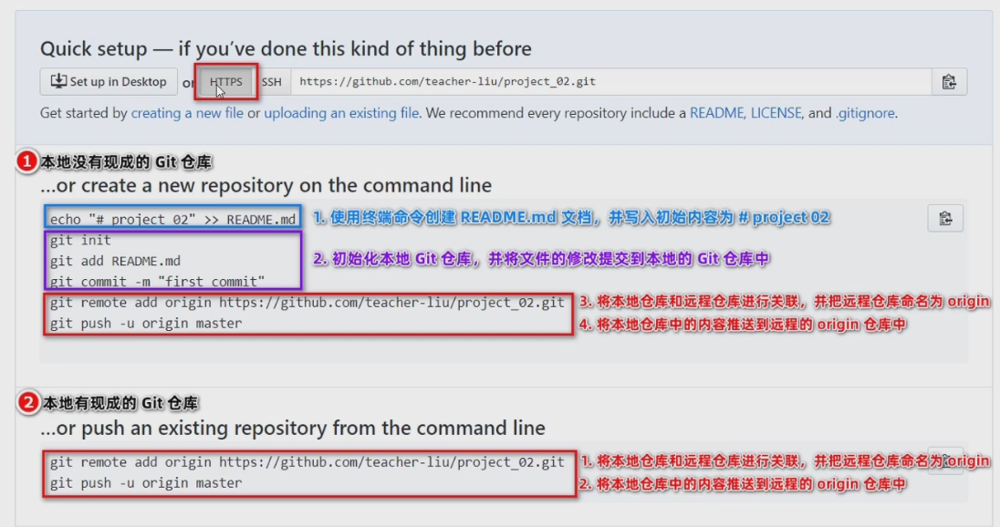 Quick setup — if you’ve done this kind of thing before
Set up in Desktop or HTTPS SSH https://github.com/teacher-liu/project_02.git
Get started by creating a new file or uploading an existing file. We recommend every repository include a README, LICENSE, and .gitignore.
1 本地没有现成的 Git 仓库
...or create a new repository on the command line
echo "# project_02" >> README.md 1. 使用终端命令创建 README.md 文档，并写入初始内容为 # project 02
git init
git add README.md 2. 初始化本地 Git 仓库，并将文件的修改提交到本地的 Git 仓库中
git commit -m "first commit"
git remote add origin https://github.com/teacher-liu/project_02.git 3. 将本地仓库和远程仓库进行关联，并把远程仓库命名为 origin
git push -u origin master 4. 将本地仓库中的内容推送到远程的 origin 仓库中
2 本地有现成的 Git 仓库
...or push an existing repository from the command line
git remote add origin https://github.com/teacher-liu/project_02.git 1. 将本地仓库和远程仓库进行关联，并把远程仓库命名为 origin
git push -u origin master 2. 将本地仓库中的内容推送到远程的 origin 仓库中